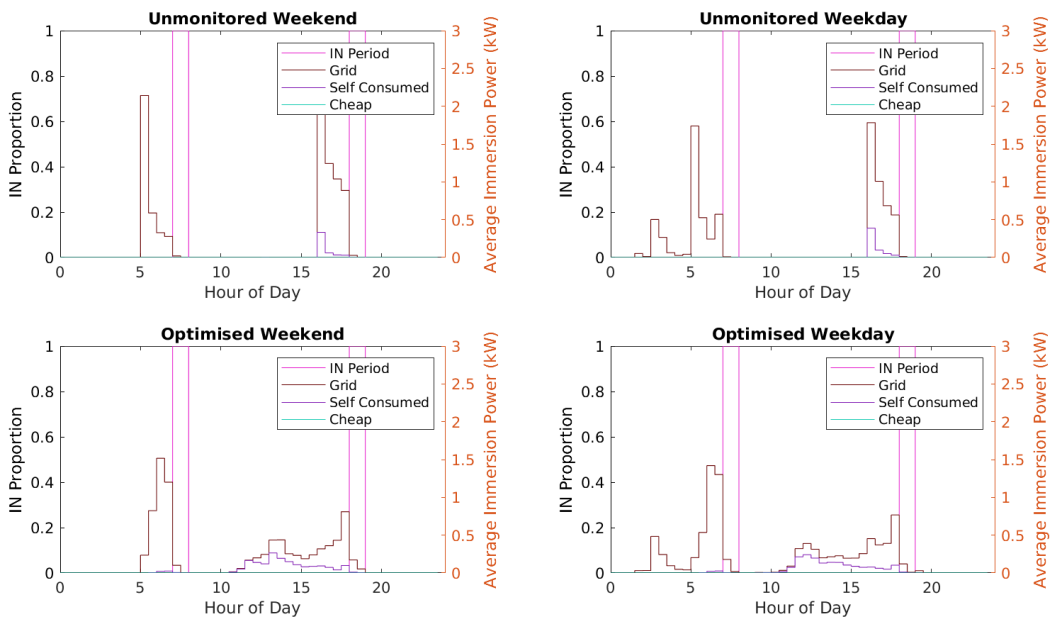 Unmonitored Weekend
1
0.8
0.6
0.4
0.2
0
IN Proportion
3
2.5
2
1.5
1
0.5
0
Average Immersion Power (kW)
IN Period
Grid
Self Consumed
Cheap
0 5 10 15 20
Hour of Day
Unmonitored Weekday
1
0.8
0.6
0.4
0.2
0
IN Proportion
3
2.5
2
1.5
1
0.5
0
Average Immersion Power (kW)
IN Period
Grid
Self Consumed
Cheap
0 5 10 15 20
Hour of Day
Optimised Weekend
1
0.8
0.6
0.4
0.2
0
IN Proportion
3
2.5
2
1.5
1
0.5
0
Average Immersion Power (kW)
IN Period
Grid
Self Consumed
Cheap
0 5 10 15 20
Hour of Day
Optimised Weekday
1
0.8
0.6
0.4
0.2
0
IN Proportion
3
2.5
2
1.5
1
0.5
0
Average Immersion Power (kW)
IN Period
Grid
Self Consumed
Cheap
0 5 10 15 20
Hour of Day